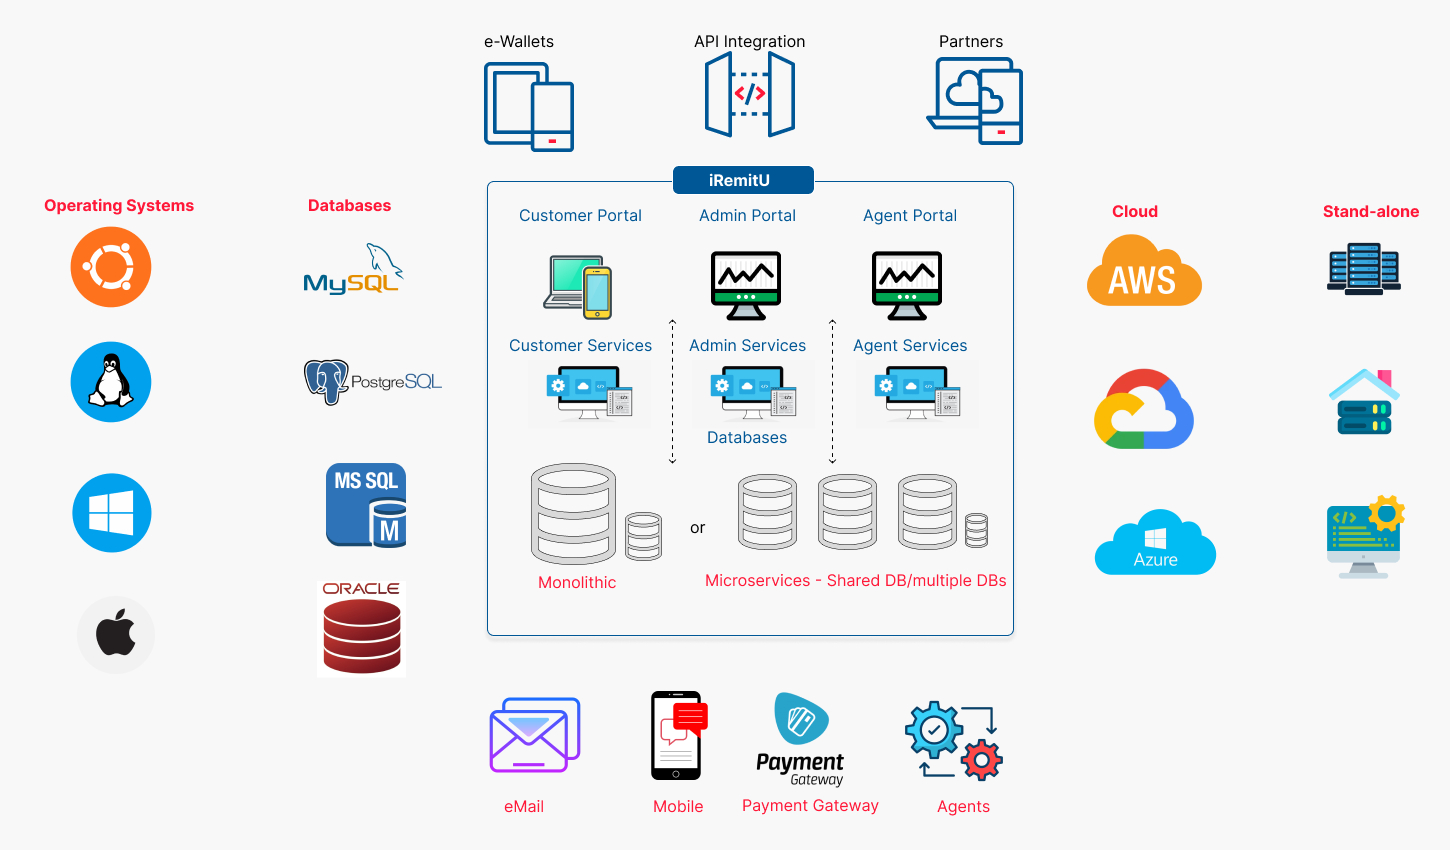 e-Wallets
API Integration
Partners
</>
iRemitU
Operating Systems
Databases
Customer Portal
Admin Portal
Agent Portal
Cloud
Stand-alone
MySQL
AWS
Customer Services
Admin Services
Agent Services
PostgreSQL
Databases
MS SQL
M
or
</>
Azure
Monolithic
Microservices - Shared DB/multiple DBs
ORACLE
Payment
Gateway
eMail
Mobile
Payment Gateway
Agents